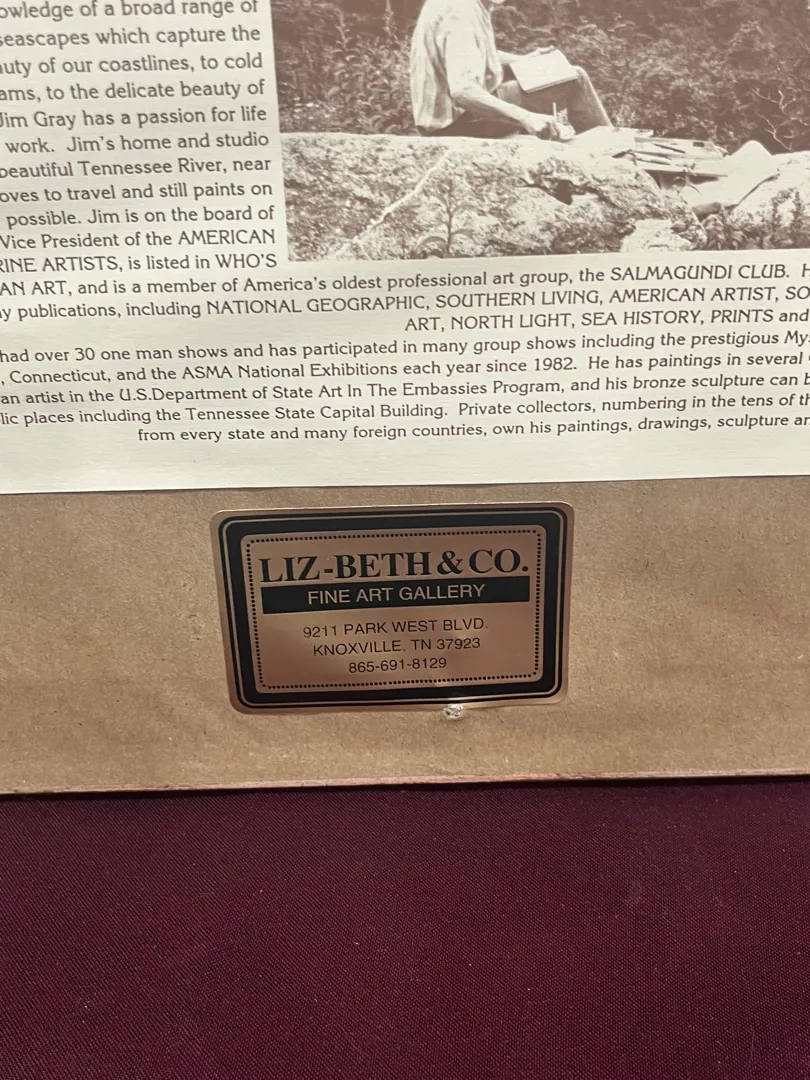 owledge of a broad range of
seascapes which capture the
uty of our coastlines, to cold
ams, to the delicate beauty of
Jim Gray has a passion for life
work. Jim's home and studio
beautiful Tennessee River, near
oves to travel and still paints on
possible. Jim is on the board of
Vice President of the AMERICAN
RINE ARTISTS, is listed in WHO'S
AN ART, and is a member of America's oldest professional art group, the SALMAGUNDI CLUB. H
y publications, including NATIONAL GEOGRAPHIC, SOUTHERN LIVING, AMERICAN ARTIST, SO
ART, NORTH LIGHT, SEA HISTORY, PRINTS and
had over 30 one man shows and has participated in many group shows including the prestigious Mys
, Connecticut, and the ASMA National Exhibitions each year since 1982. He has paintings in several
an artist in the U.S.Department of State Art In The Embassies Program, and his bronze sculpture can b
lic places including the Tennessee State Capital Building. Private collectors, numbering in the tens of th
from every state and many foreign countries, own his paintings, drawings, sculpture an
LIZ-BETH & CO.
FINE ART GALLERY
9211 PARK WEST BLVD.
KNOXVILLE, TN 37923
865-691-8129